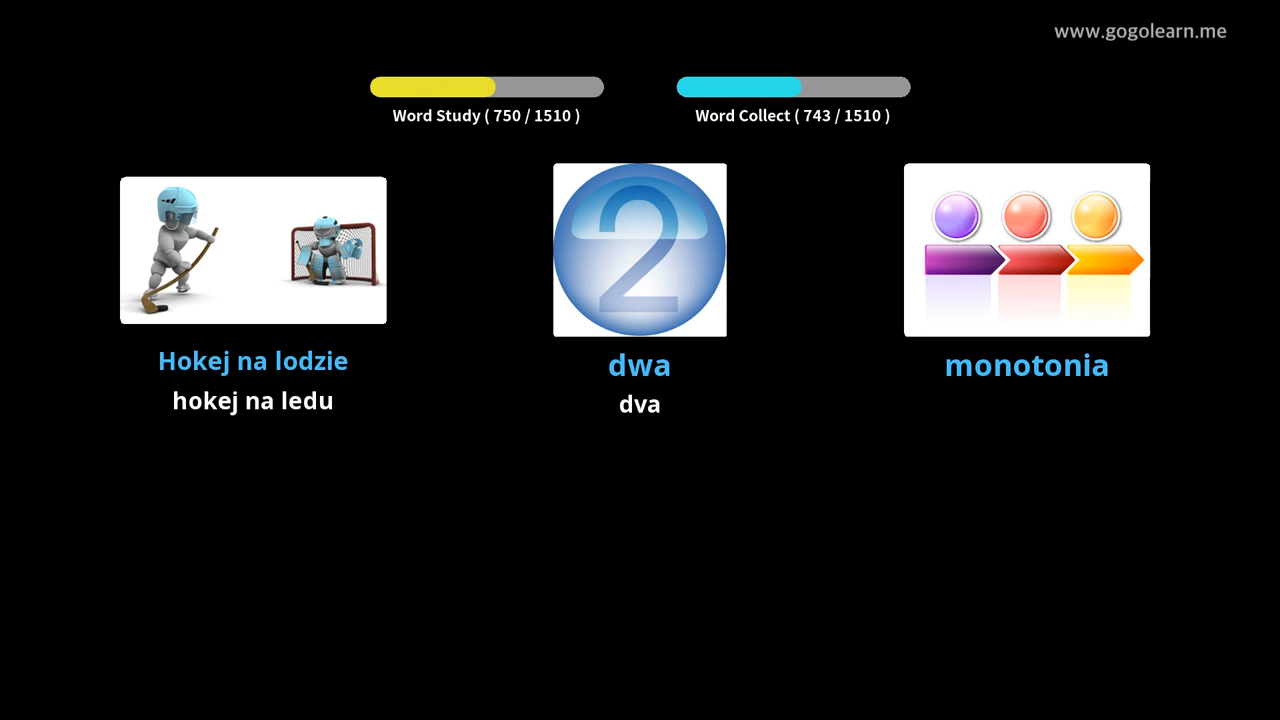 www.gogolearn.me
Word Study ( 750 / 1510 )
Word Collect ( 743 / 1510 )
2
Hokej na lodzie
hokej na ledu
dwa
dva
monotonia